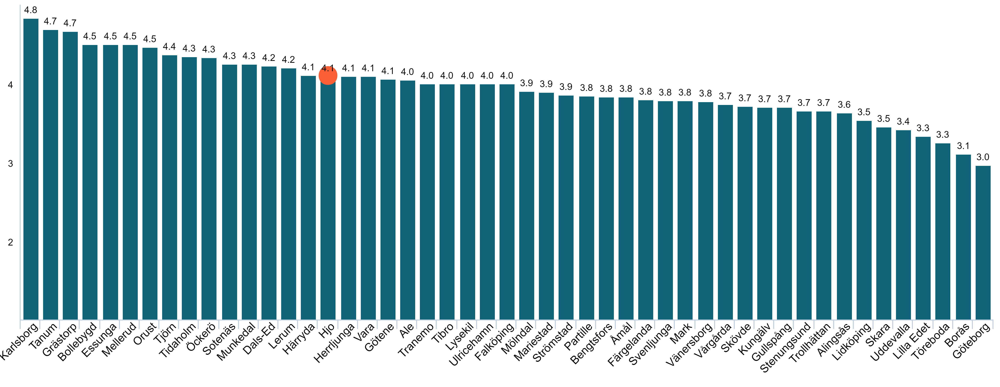 4.8 4.7 4.7 4.5 4.5 4.5 4.5 4.4 4.3 4.3 4.3 4.3 4.2 4.2 4.1 4.1 4.1 4.1 4.1 4.0 4.0 4.0 4.0 4.0 4.0 3.9 3.9 3.9 3.8 3.8 3.8 3.8 3.8 3.8 3.8 3.7 3.7 3.7 3.7 3.7 3.7 3.6 3.5 3.5 3.4 3.3 3.3 3.1 3.0
4
3
2
Karlsborg
Tanum
Grästorp
Bollebygd
Essunga
Mellerud
Orust
Tjörn
Tidaholm
Öckerö
Sotenäs
Munkedal
Dals-Ed
Lerum
Härryda
Hjo
Herrljunga
Vara
Götene
Ale
Tranemo
Tibro
Lysekil
Ulricehamn
Falköping
Mölndal
Mariestad
Strömstad
Partille
Bengtsfors
Åmål
Färgelanda
Svenljunga
Mark
Vänersborg
Vårgårda
Skövde
Kungälv
Gullspång
Stenungsund
Trollhättan
Alingsås
Lidköping
Skara
Uddevalla
Lilla Edet
Töreboda
Borås
Göteborg